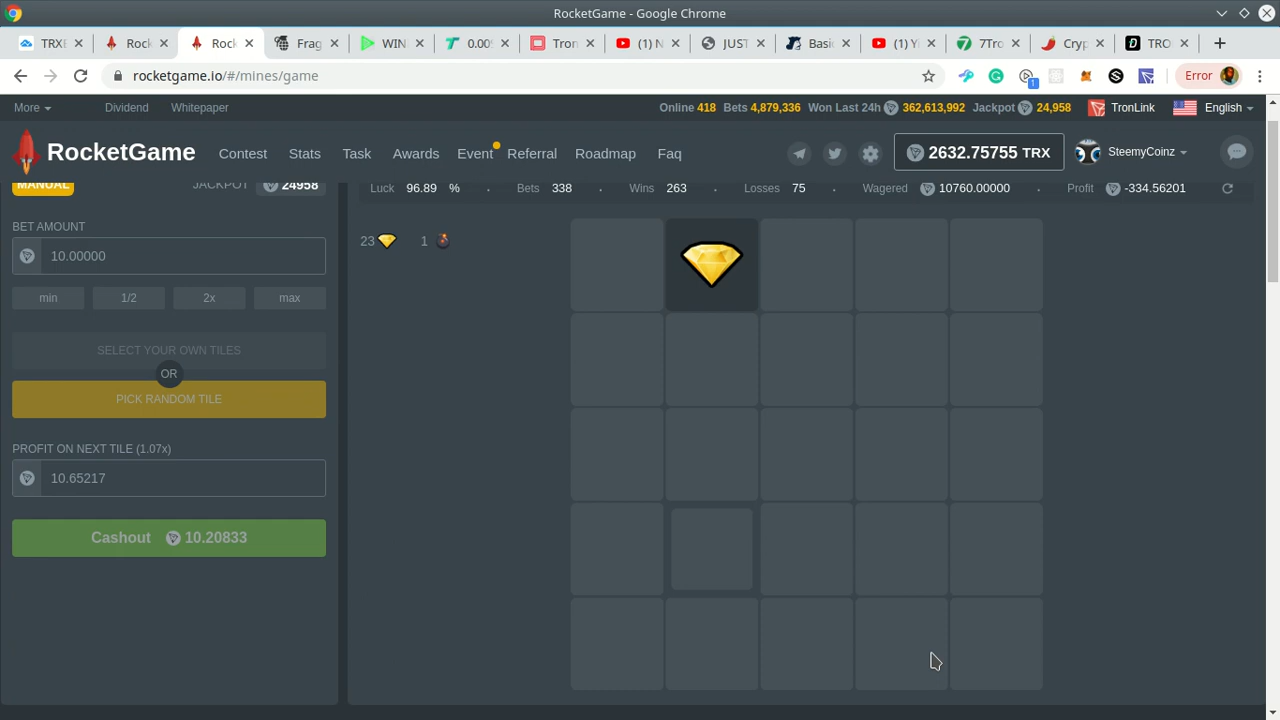 RocketGame - Google Chrome
TRXE
Rock
Rock
Frag
WIN
0.005
Tron
(1) N
JUST
Basic
(1) Yi
7Tro
Cryp
TRO
rocketgame.io/#/mines/game
1
Error
More Dividend Whitepaper Online 418 Bets 4,879,336 Won Last 24h 362,613,992 Jackpot 24,958 TronLink English
RocketGame Contest Stats Task Awards Event Referral Roadmap Faq 2632.75755 TRX SteemyCoinz
MANUAL JACKPOT 24958
Luck 96.89 % Bets 338 Wins 263 Losses 75 Wagered 10760.00000 Profit -334.56201
BET AMOUNT
10.00000
min 1/2 2x max
SELECT YOUR OWN TILES
OR
PICK RANDOM TILE
PROFIT ON NEXT TILE (1.07x)
10.65217
Cashout 10.20833
23 1